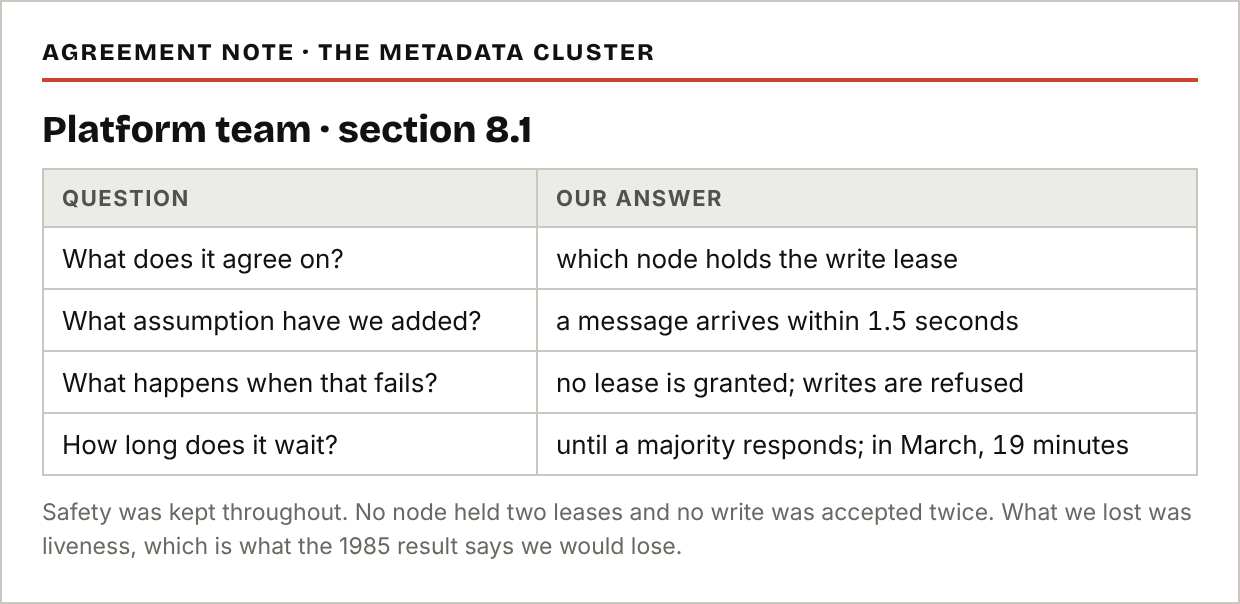 AGREEMENT NOTE · THE METADATA CLUSTER
Platform team · section 8.1
QUESTION
OUR ANSWER
What does it agree on?
which node holds the write lease
What assumption have we added?
a message arrives within 1.5 seconds
What happens when that fails?
no lease is granted; writes are refused
How long does it wait?
until a majority responds; in March, 19 minutes
Safety was kept throughout. No node held two leases and no write was accepted twice. What we lost was
liveness, which is what the 1985 result says we would lose.